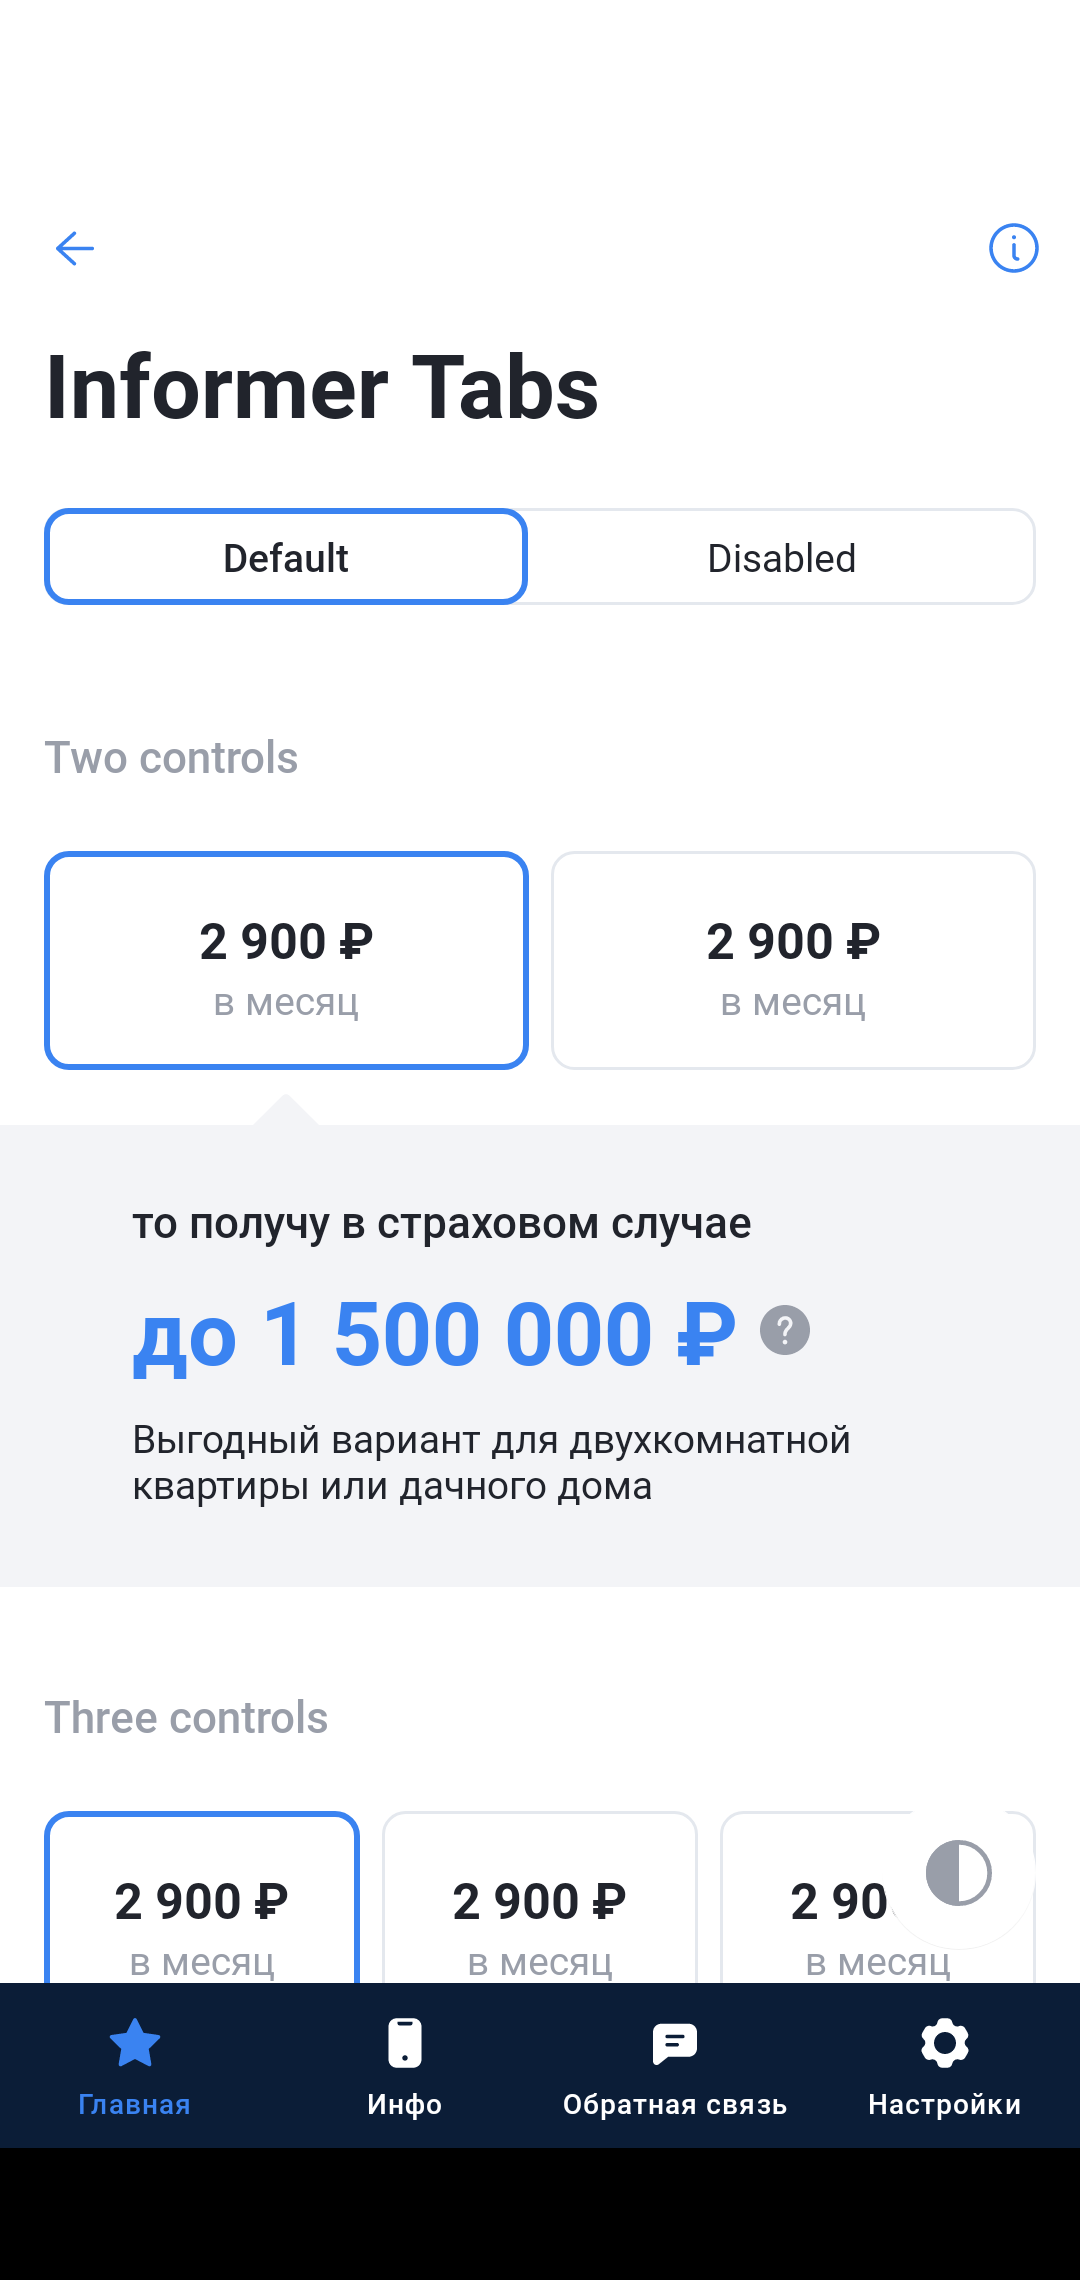 Informer Tabs
Default
Disabled
Two controls
2 900 ₽
в месяц
2 900 ₽
в месяц
то получу в страховом случае
до 1 500 000 ₽
Выгодный вариант для двухкомнатной
квартиры или дачного дома
Three controls
2 900 ₽
в месяц
2 900 ₽
в месяц
2 90
в месяц
Главная
Инфо
Обратная связь
Настройки